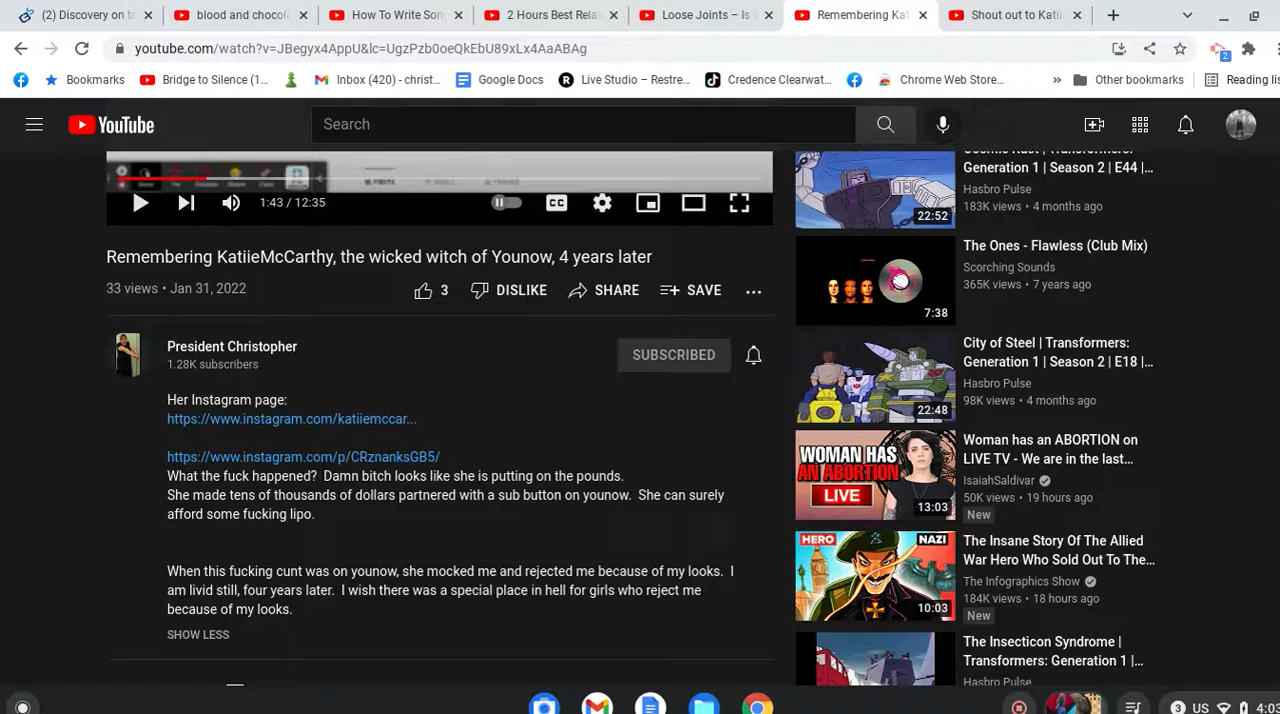 (2) Discovery on tr
blood and chocola
How To Write Song
2 Hours Best Rela
Loose Joints – Is
Remembering Kat
Shout out to Katii
youtube.com/watch?v=JBegyx4AppU&lc=UgzPzb0oeQkEbU89xLx4AaABAg
2
Bookmarks
Bridge to Silence (1...
Inbox (420) - christ...
Google Docs
Live Studio – Restre...
Credence Clearwat...
Chrome Web Store...
»
Other bookmarks
Reading list
YouTube
Search
1:43 / 12:35
CC
Remembering KatiieMcCarthy, the wicked witch of Younow, 4 years later
33 views • Jan 31, 2022
3
DISLIKE
SHARE
SAVE
President Christopher
1.28K subscribers
SUBSCRIBED
Her Instagram page:
https://www.instagram.com/katiiemccar...
https://www.instagram.com/p/CRznanksGB5/
What the fuck happened?  Damn bitch looks like she is putting on the pounds.
She made tens of thousands of dollars partnered with a sub button on younow.  She can surely
afford some fucking lipo.
When this fucking cunt was on younow, she mocked me and rejected me because of my looks.  I
am livid still, four years later.  I wish there was a special place in hell for girls who reject me
because of my looks.
SHOW LESS
Cosmic Rust | Transformers:
Generation 1 | Season 2 | E44 |...
Hasbro Pulse
183K views • 4 months ago
22:52
The Ones - Flawless (Club Mix)
Scorching Sounds
365K views • 7 years ago
7:38
City of Steel | Transformers:
Generation 1 | Season 2 | E18 |...
Hasbro Pulse
98K views • 4 months ago
22:48
Woman has an ABORTION on
LIVE TV - We are in the last...
IsaiahSaldivar
50K views • 19 hours ago
New
WOMAN HAS
AN ABORTION
LIVE
13:03
The Insane Story Of The Allied
War Hero Who Sold Out To The...
The Infographics Show
184K views • 18 hours ago
New
HERO
NAZI
10:03
The Insecticon Syndrome |
Transformers: Generation 1 |...
Hasbro Pulse
3
US
4:03